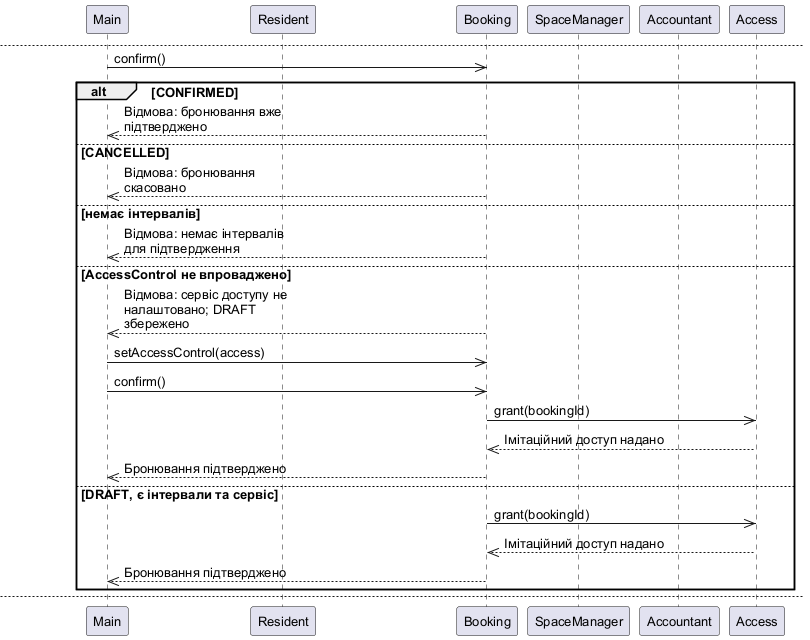 Main Resident Booking SpaceManager Accountant Access
confirm()
alt [CONFIRMED]
Відмова: бронювання вже
підтверджено
[CANCELLED]
Відмова: бронювання
скасовано
[немає інтервалів]
Відмова: немає інтервалів
для підтвердження
[AccessControl не впроваджено]
Відмова: сервіс доступу не
налаштовано; DRAFT
збережено
setAccessControl(access)
confirm()
grant(bookingId)
Імітаційний доступ надано
Бронювання підтверджено
[DRAFT, є інтервали та сервіс]
grant(bookingId)
Імітаційний доступ надано
Бронювання підтверджено
Main Resident Booking SpaceManager Accountant Access